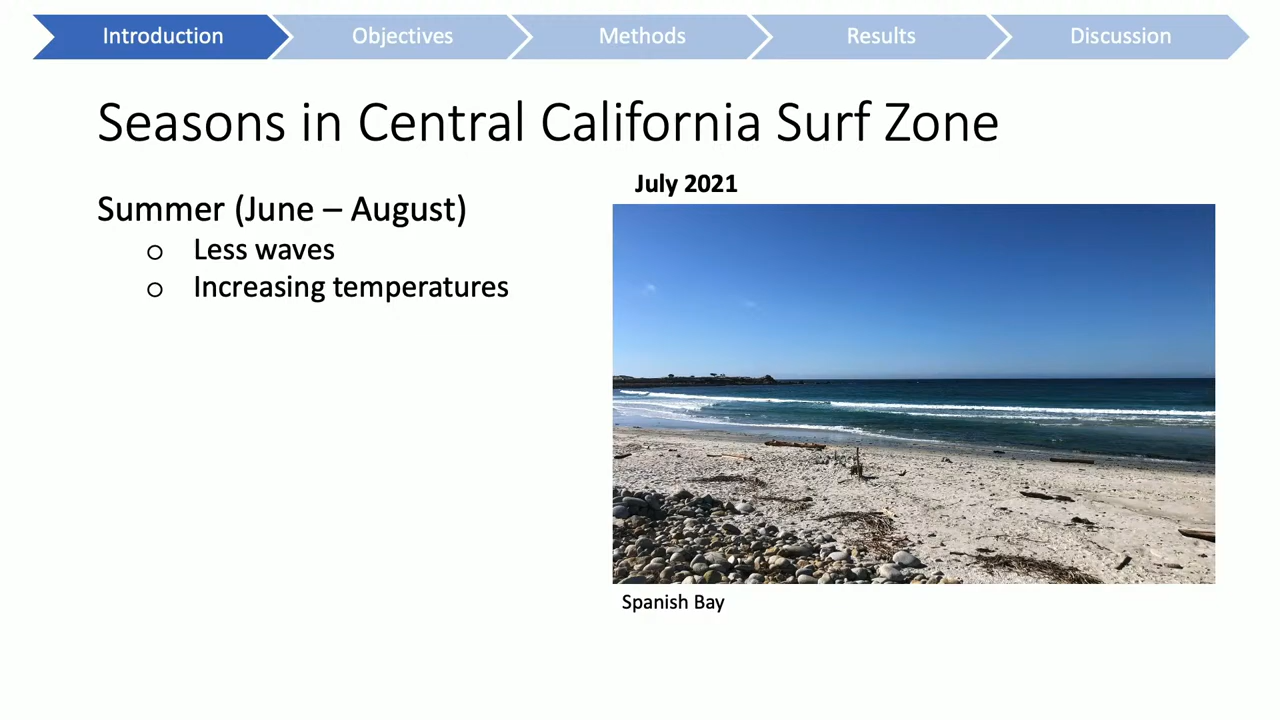 Introduction
Objectives
Methods
Results
Discussion
Seasons in Central California Surf Zone
Summer (June – August)
o Less waves
o Increasing temperatures
July 2021
Spanish Bay